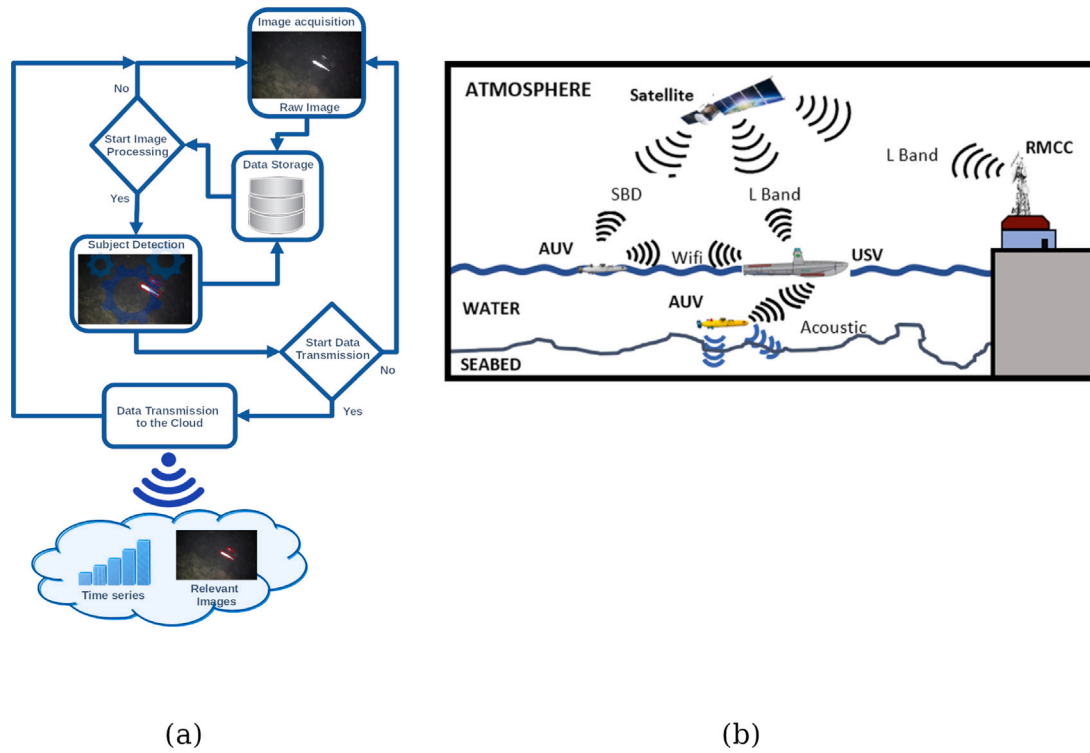 Image acquisition
Raw Image
No
Start Image
Processing
Data Storage
Yes
Subject Detection
Start Data
Transmission
No
Yes
Data Transmission
to the Cloud
Time series
Relevant
Images
(a)
ATMOSPHERE
Satellite
RMCC
L Band
SBD
L Band
AUV
Wifi
USV
WATER
AUV
Acoustic
SEABED
(b)